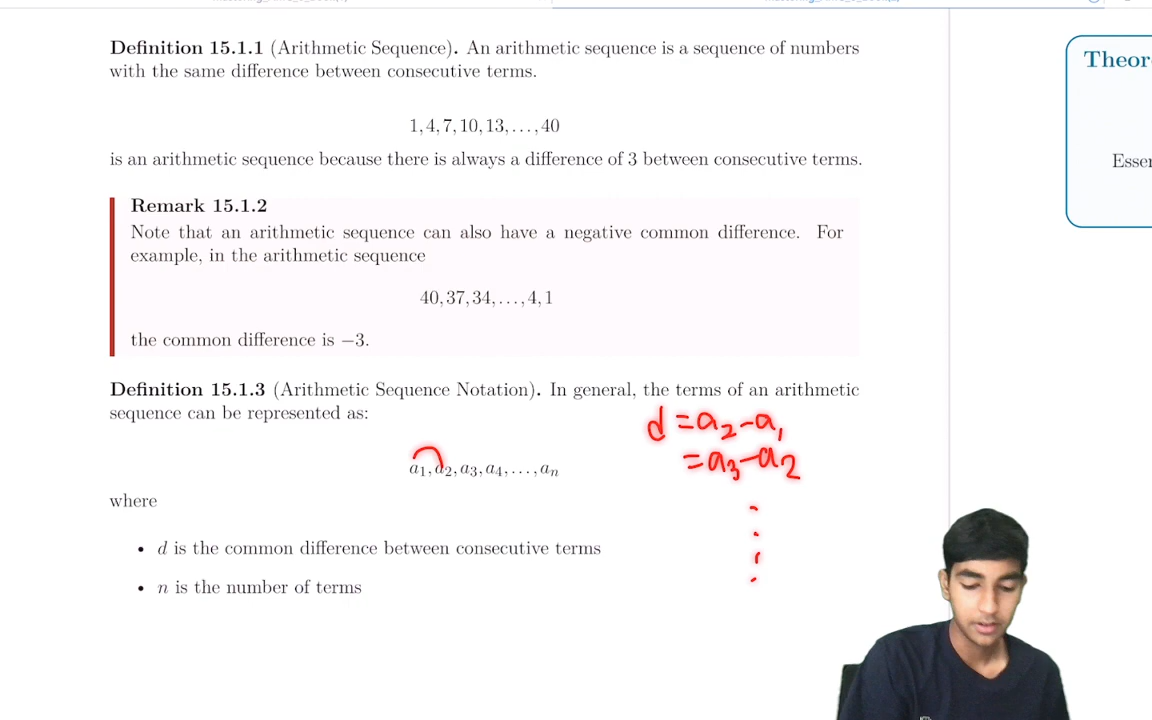 Definition 15.1.1 (Arithmetic Sequence). An arithmetic sequence is a sequence of numbers
with the same difference between consecutive terms.
1, 4, 7, 10, 13, . . . , 40
is an arithmetic sequence because there is always a difference of 3 between consecutive terms.
Remark 15.1.2
Note that an arithmetic sequence can also have a negative common difference. For
example, in the arithmetic sequence
40, 37, 34, . . . , 4, 1
the common difference is −3.
Definition 15.1.3 (Arithmetic Sequence Notation). In general, the terms of an arithmetic
sequence can be represented as:
d = a₂ − a₁
= a₃ − a₂
a₁, a₂, a₃, a₄, . . . , aₙ
where
• d is the common difference between consecutive terms
• n is the number of terms
Theor
Esser